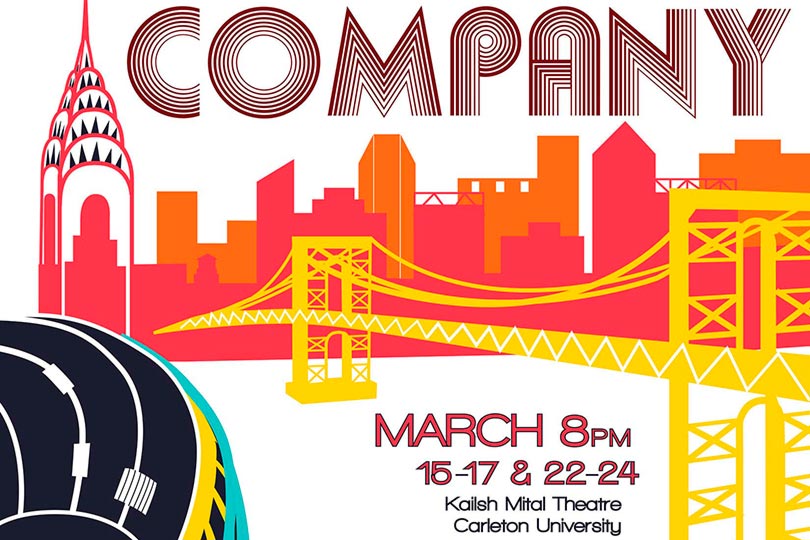 COMPANY
MARCH 8PM
15-17 & 22-24
Kailsh Mital Theatre
Carleton University